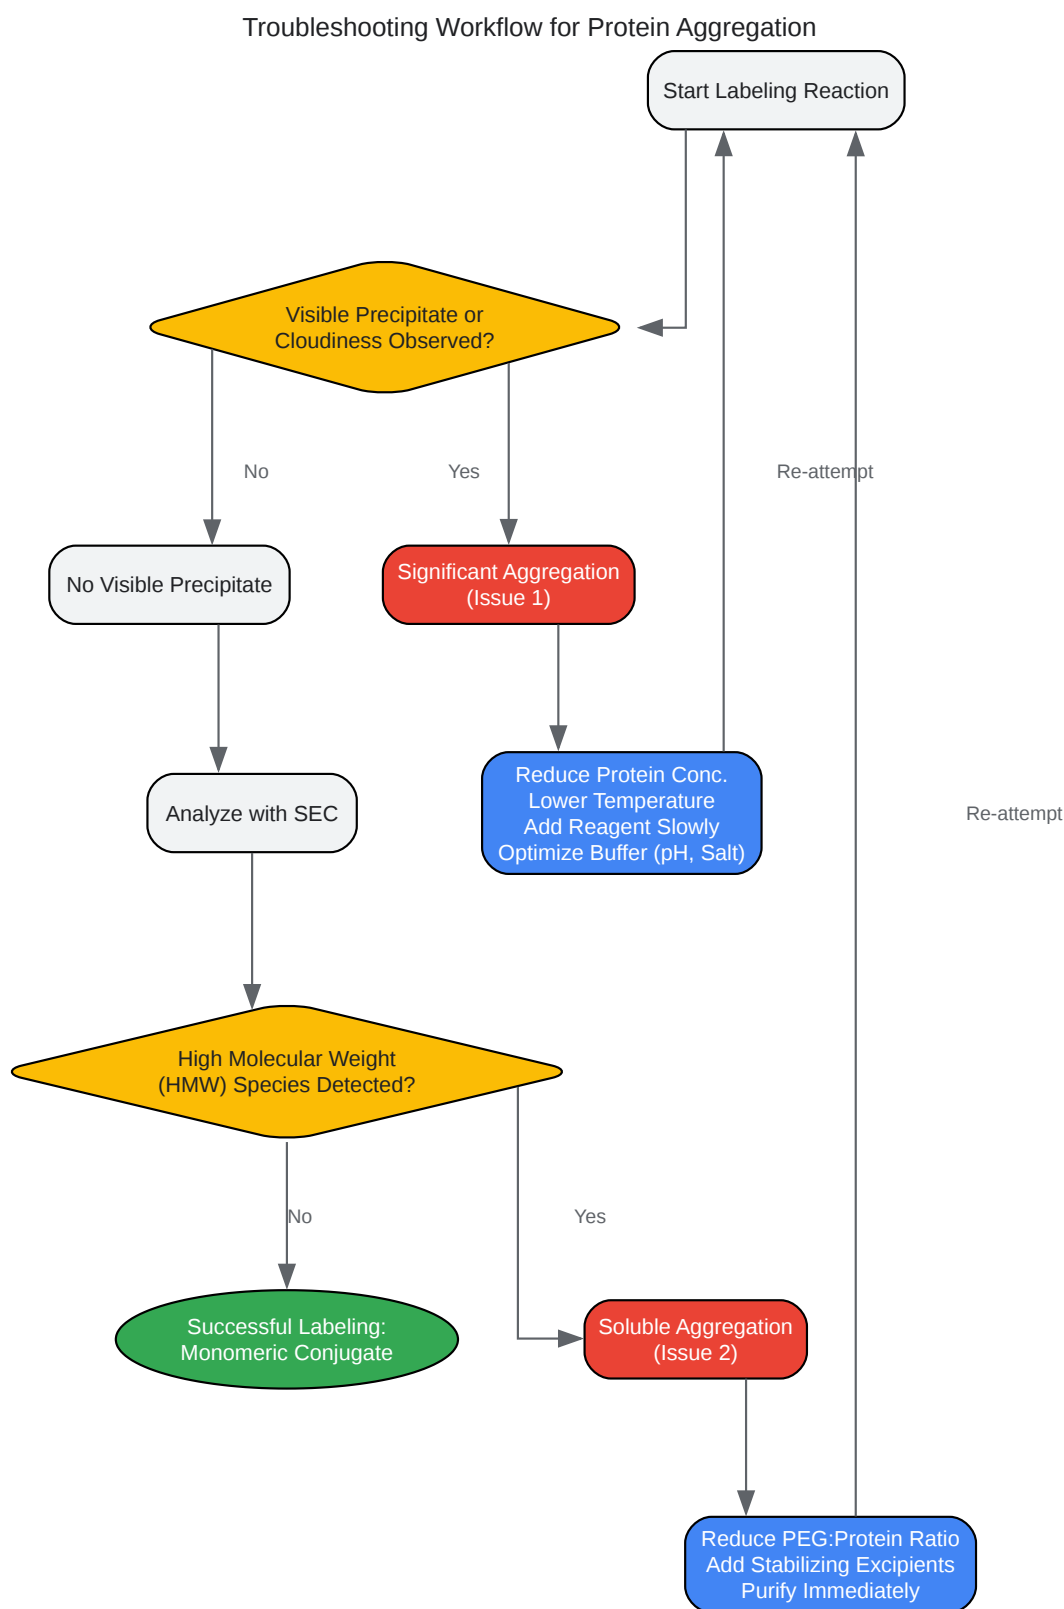 Troubleshooting Workflow for Protein Aggregation
Start Labeling Reaction
Visible Precipitate or
Cloudiness Observed?
No
Yes
Re-attempt
No Visible Precipitate
Significant Aggregation
(Issue 1)
Reduce Protein Conc.
Lower Temperature
Add Reagent Slowly
Optimize Buffer (pH, Salt)
Analyze with SEC
Re-attempt
High Molecular Weight
(HMW) Species Detected?
No
Yes
Successful Labeling:
Monomeric Conjugate
Soluble Aggregation
(Issue 2)
Reduce PEG:Protein Ratio
Add Stabilizing Excipients
Purify Immediately